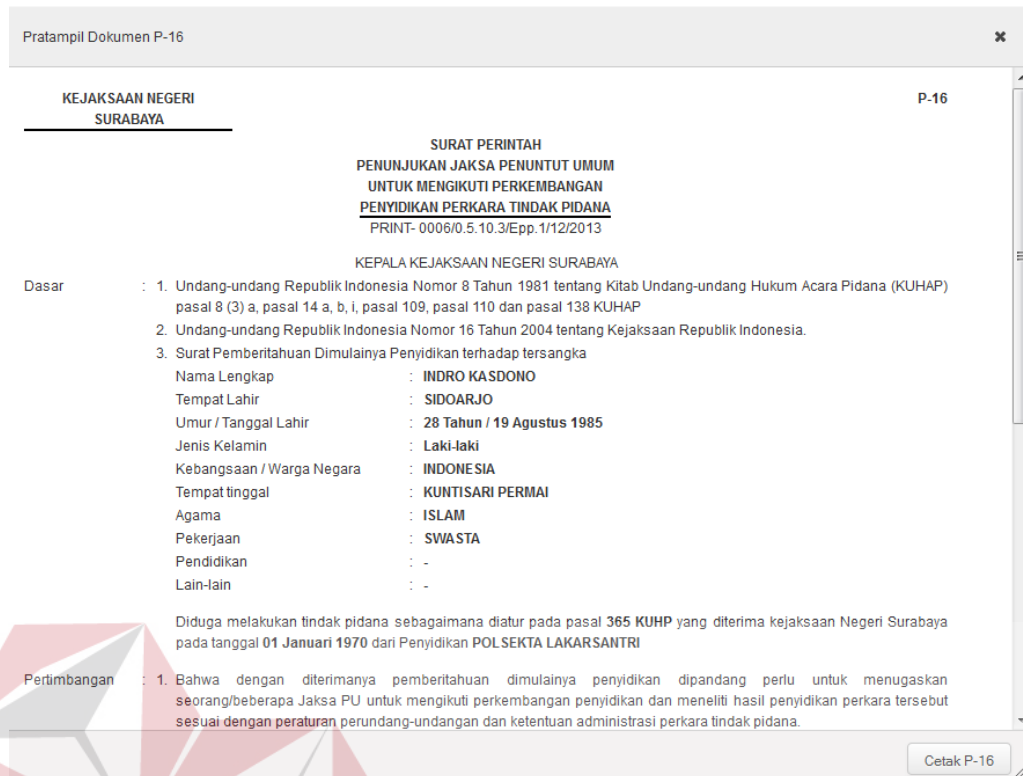 Pratampil Dokumen P-16
KEJAKSAAN NEGERI
SURABAYA
P-16
SURAT PERINTAH
PENUNJUKAN JAKSA PENUNTUT UMUM
UNTUK MENGIKUTI PERKEMBANGAN
PENYIDIKAN PERKARA TINDAK PIDANA
PRINT- 0006/0.5.10.3/Epp.1/12/2013
KEPALA KEJAKSAAN NEGERI SURABAYA
Dasar : 1. Undang-undang Republik Indonesia Nomor 8 Tahun 1981 tentang Kitab Undang-undang Hukum Acara Pidana (KUHAP)
pasal 8 (3) a, pasal 14 a, b, i, pasal 109, pasal 110 dan pasal 138 KUHAP
2. Undang-undang Republik Indonesia Nomor 16 Tahun 2004 tentang Kejaksaan Republik Indonesia.
3. Surat Pemberitahuan Dimulainya Penyidikan terhadap tersangka
Nama Lengkap : INDRO KASDONO
Tempat Lahir : SIDOARJO
Umur / Tanggal Lahir : 28 Tahun / 19 Agustus 1985
Jenis Kelamin : Laki-laki
Kebangsaan / Warga Negara : INDONESIA
Tempat tinggal : KUNTISARI PERMAI
Agama : ISLAM
Pekerjaan : SWASTA
Pendidikan : -
Lain-lain : -
Diduga melakukan tindak pidana sebagaimana diatur pada pasal 365 KUHP yang diterima kejaksaan Negeri Surabaya
pada tanggal 01 Januari 1970 dari Penyidikan POLSEKTA LAKARSANTRI
Pertimbangan : 1. Bahwa dengan diterimanya pemberitahuan dimulainya penyidikan dipandang perlu untuk menugaskan
seorang/beberapa Jaksa PU untuk mengikuti perkembangan penyidikan dan meneliti hasil penyidikan perkara tersebut
sesuai dengan peraturan perundang-undangan dan ketentuan administrasi perkara tindak pidana.
Cetak P-16